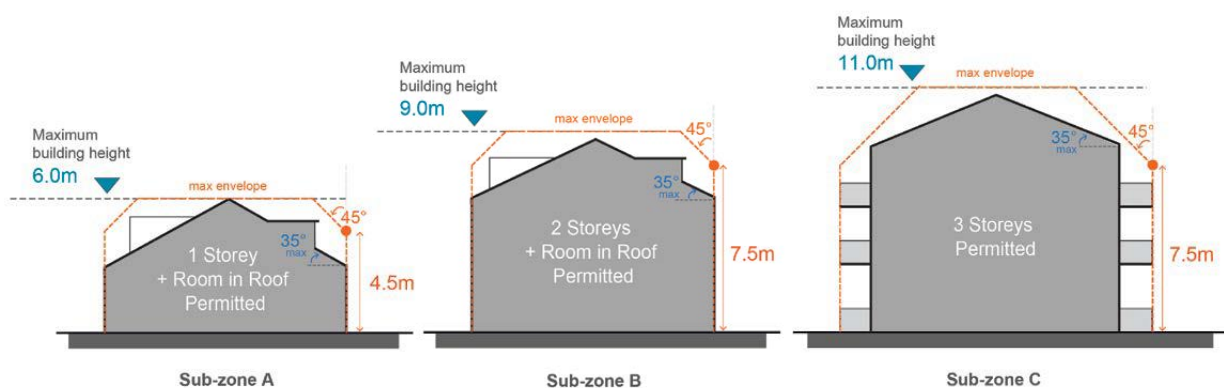 Maximum
building height
6.0m
max envelope
45°
35°
max
1 Storey
+ Room in Roof
Permitted
4.5m
Sub-zone A
Maximum
building height
9.0m
max envelope
45°
35°
max
2 Storeys
+ Room in Roof
Permitted
7.5m
Sub-zone B
Maximum
building height
11.0m
max envelope
45°
35°
max
3 Storeys
Permitted
7.5m
Sub-zone C